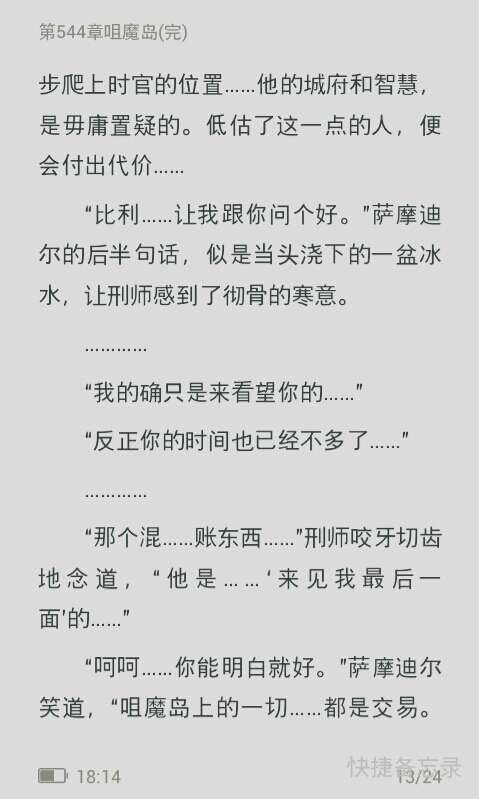 第544章咀魔岛(完)
步爬上时官的位置……他的城府和智慧，
是毋庸置疑的。低估了这一点的人，便
会付出代价……
“比利……让我跟你问个好。”萨摩迪
尔的后半句话，似是当头浇下的一盆冰
水，让刑师感到了彻骨的寒意。
…………
“我的确只是来看望你的……”
“反正你的时间也已经不多了……”
…………
“那个混……账东西……”刑师咬牙切齿
地念道，“他是……‘来见我最后一
面’的……”
“呵呵……你能明白就好。”萨摩迪尔
笑道，“咀魔岛上的一切……都是交易。
18:14
13/24
快捷备忘录